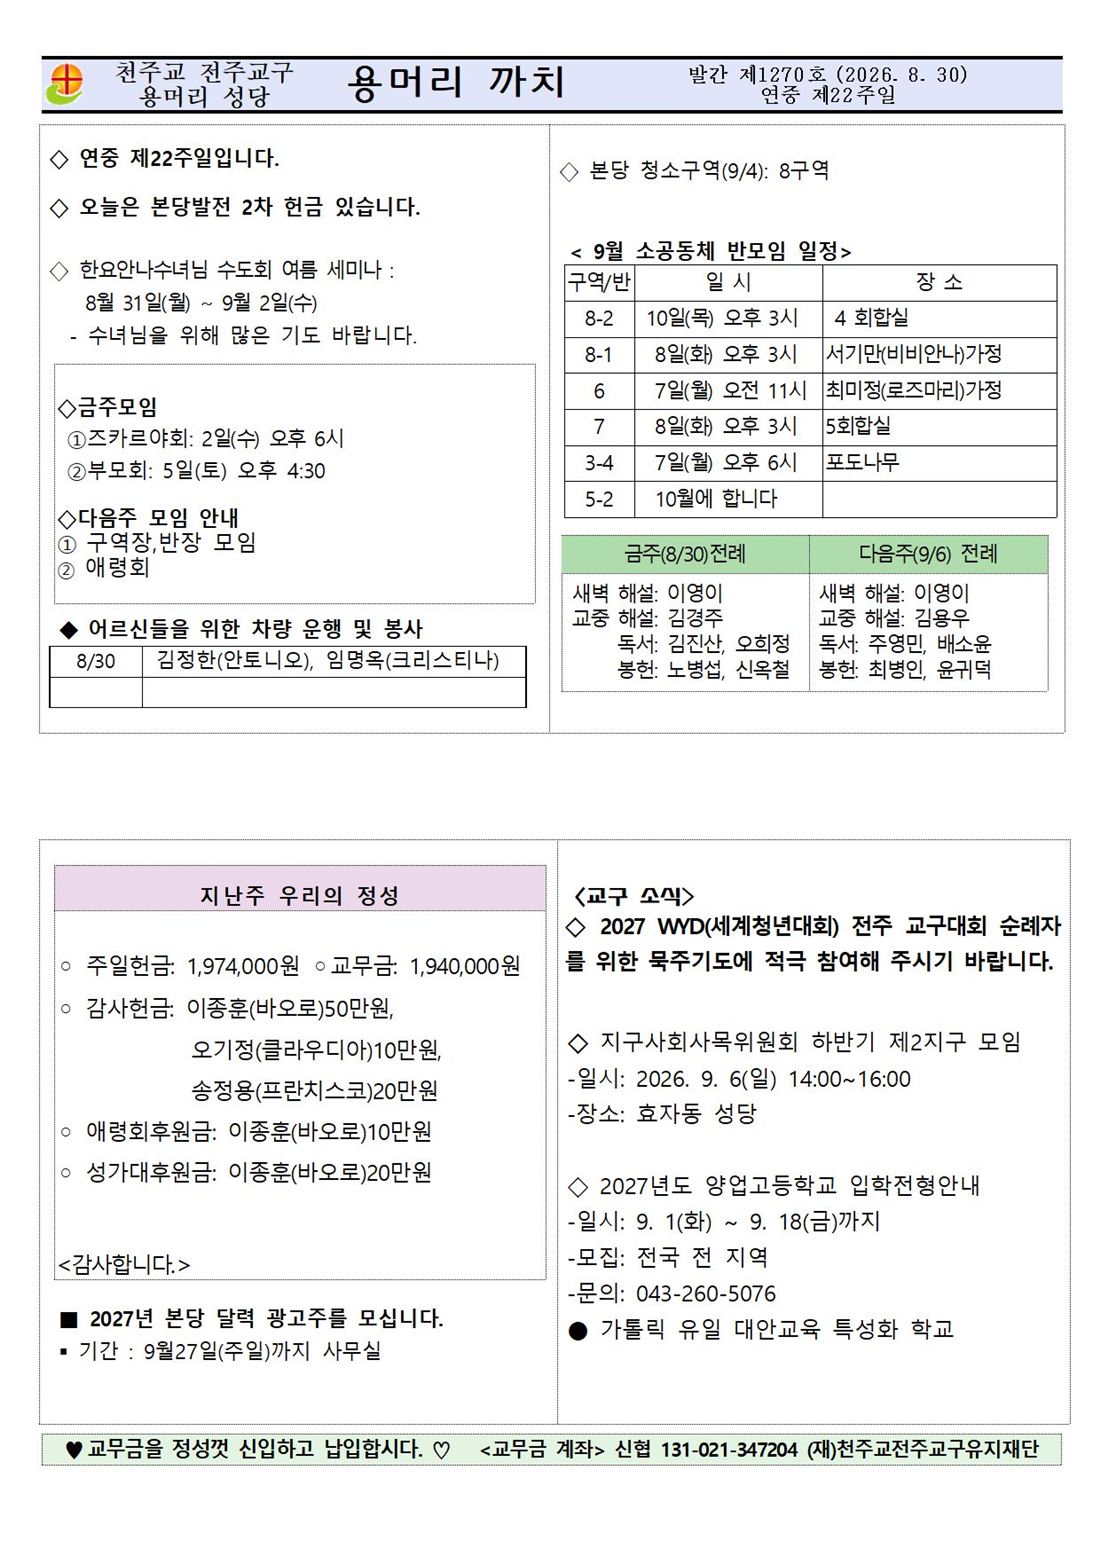 천주교 전주교구
용머리 성당
용머리 까치
발간 제1270호 (2026. 8. 30)
연중 제22주일
◇ 연중 제22주일입니다.
◇ 오늘은 본당발전 2차 헌금 있습니다.
◇ 한요안나수녀님 수도회 여름 세미나 :
8월 31일(월) ~ 9월 2일(수)
- 수녀님을 위해 많은 기도 바랍니다.
◇금주모임
①즈카르야회: 2일(수) 오후 6시
②부모회: 5일(토) 오후 4:30
◇다음주 모임 안내
① 구역장,반장 모임
② 애령회
◆ 어르신들을 위한 차량 운행 및 봉사
8/30 김정한(안토니오), 임명옥(크리스티나)
◇ 본당 청소구역(9/4): 8구역
< 9월 소공동체 반모임 일정>
구역/반 일 시 장 소
8-2 10일(목) 오후 3시 4 회합실
8-1 8일(화) 오후 3시 서기만(비비안나)가정
6 7일(월) 오전 11시 최미정(로즈마리)가정
7 8일(화) 오후 3시 5회합실
3-4 7일(월) 오후 6시 포도나무
5-2 10월에 합니다
금주(8/30)전례 다음주(9/6) 전례
새벽 해설: 이영이 새벽 해설: 이영이
교중 해설: 김경주 교중 해설: 김용우
독서: 김진산, 오희정 독서: 주영민, 배소윤
봉헌: 노병섭, 신옥철 봉헌: 최병인, 윤귀덕
지난주 우리의 정성
○ 주일헌금: 1,974,000원 ○교무금: 1,940,000원
○ 감사헌금: 이종훈(바오로)50만원,
오기정(클라우디아)10만원,
송정용(프란치스코)20만원
○ 애령회후원금: 이종훈(바오로)10만원
○ 성가대후원금: 이종훈(바오로)20만원
<감사합니다.>
■ 2027년 본당 달력 광고주를 모십니다.
▪ 기간 : 9월27일(주일)까지 사무실
<교구 소식>
◇ 2027 WYD(세계청년대회) 전주 교구대회 순례자
를 위한 묵주기도에 적극 참여해 주시기 바랍니다.
◇ 지구사회사목위원회 하반기 제2지구 모임
-일시: 2026. 9. 6(일) 14:00~16:00
-장소: 효자동 성당
◇ 2027년도 양업고등학교 입학전형안내
-일시: 9. 1(화) ~ 9. 18(금)까지
-모집: 전국 전 지역
-문의: 043-260-5076
● 가톨릭 유일 대안교육 특성화 학교
♥교무금을 정성껏 신입하고 납입합시다. ♡ <교무금 계좌> 신협 131-021-347204 (재)천주교전주교구유지재단